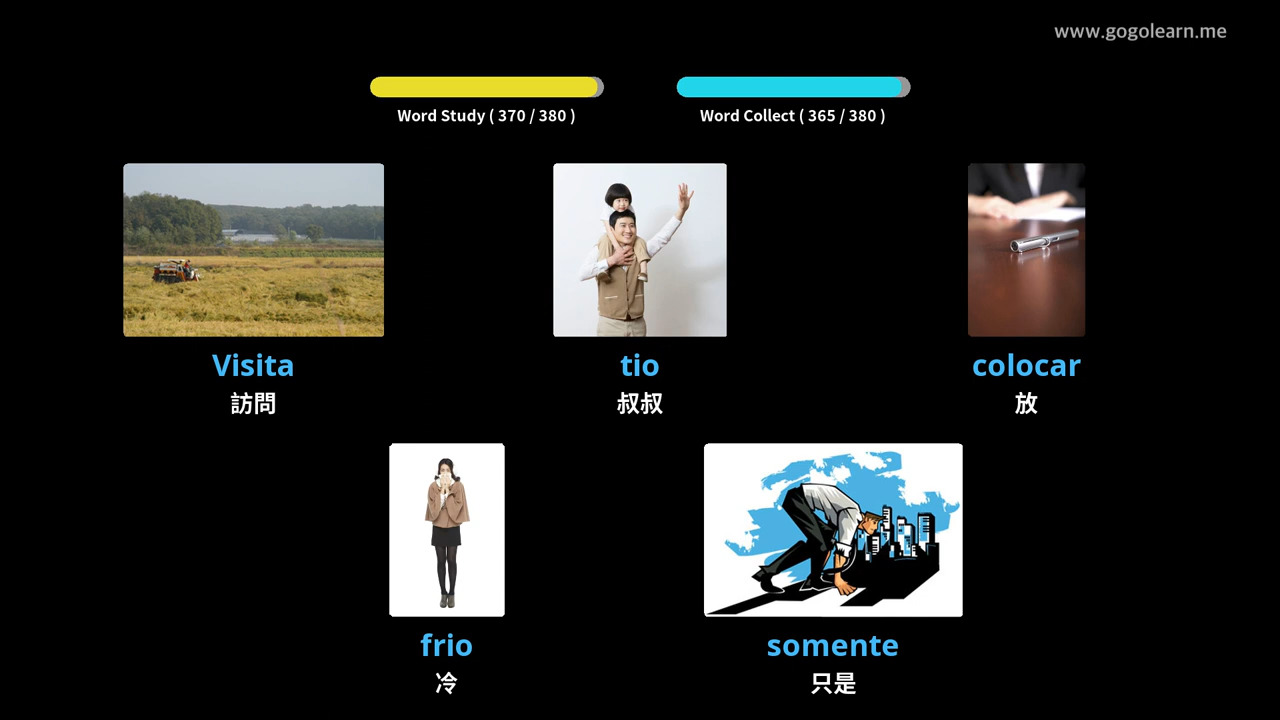 www.gogolearn.me
Word Study ( 370 / 380 )
Word Collect ( 365 / 380 )
Visita
訪問
tio
叔叔
colocar
放
frio
冷
somente
只是